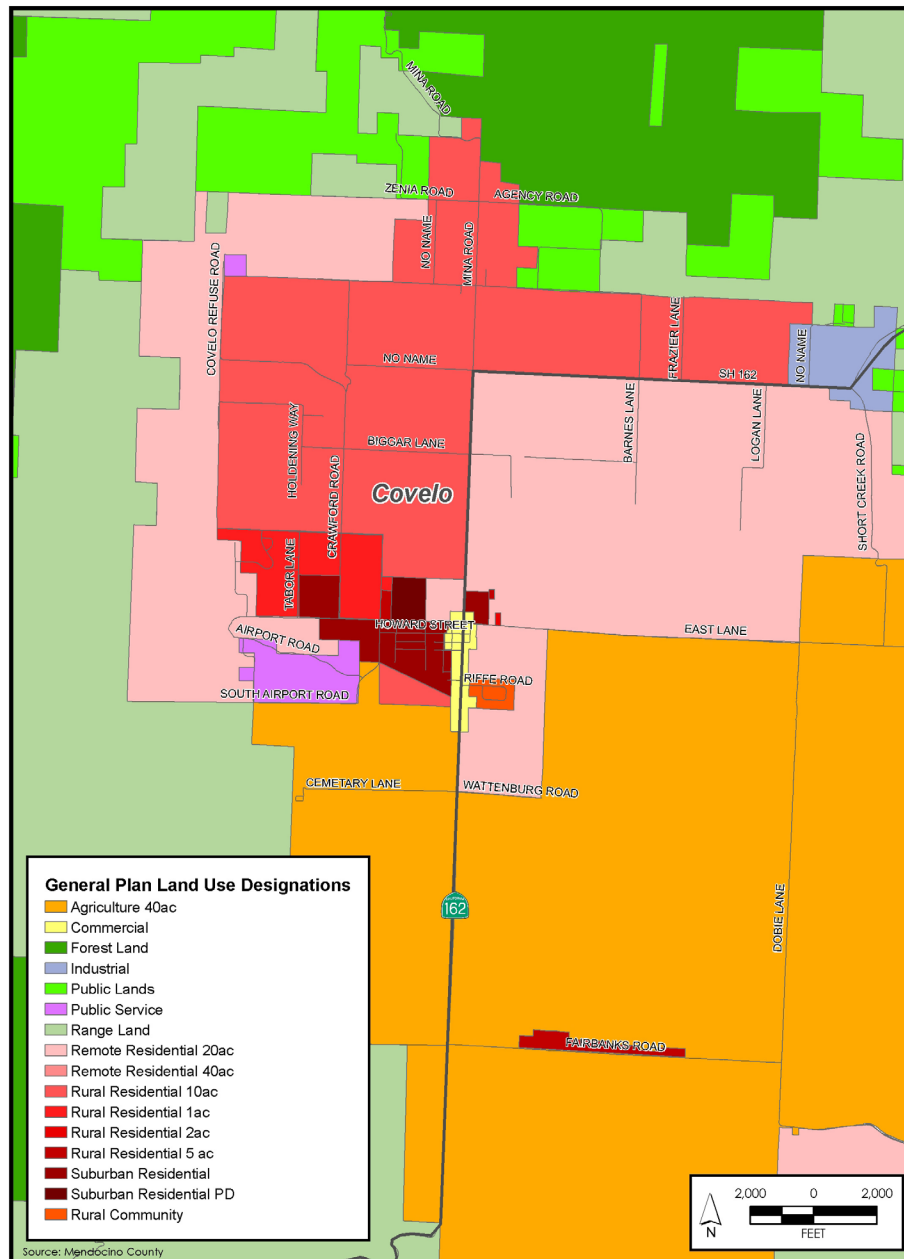 MINA ROAD
ZENIA ROAD
AGENCY ROAD
NO NAME
MINA ROAD
COVELO REFUSE ROAD
FRAZIER LANE
NO NAME
NO NAME
SH 162
BARNES LANE
LOGAN LANE
HOLDENING WAY
BIGGAR LANE
CRAWFORD ROAD
SHORT CREEK ROAD
Covelo
TABOR LANE
HOWARD STREET
EAST LANE
AIRPORT ROAD
RIFFE ROAD
SOUTH AIRPORT ROAD
CEMETARY LANE
WATTENBURG ROAD
CALIFORNIA
162
DOBIE LANE
FAIRBANKS ROAD
General Plan Land Use Designations
Agriculture 40ac
Commercial
Forest Land
Industrial
Public Lands
Public Service
Range Land
Remote Residential 20ac
Remote Residential 40ac
Rural Residential 10ac
Rural Residential 1ac
Rural Residential 2ac
Rural Residential 5 ac
Suburban Residential
Suburban Residential PD
Rural Community
N
2,000 0 2,000
FEET
Source: Mendocino County